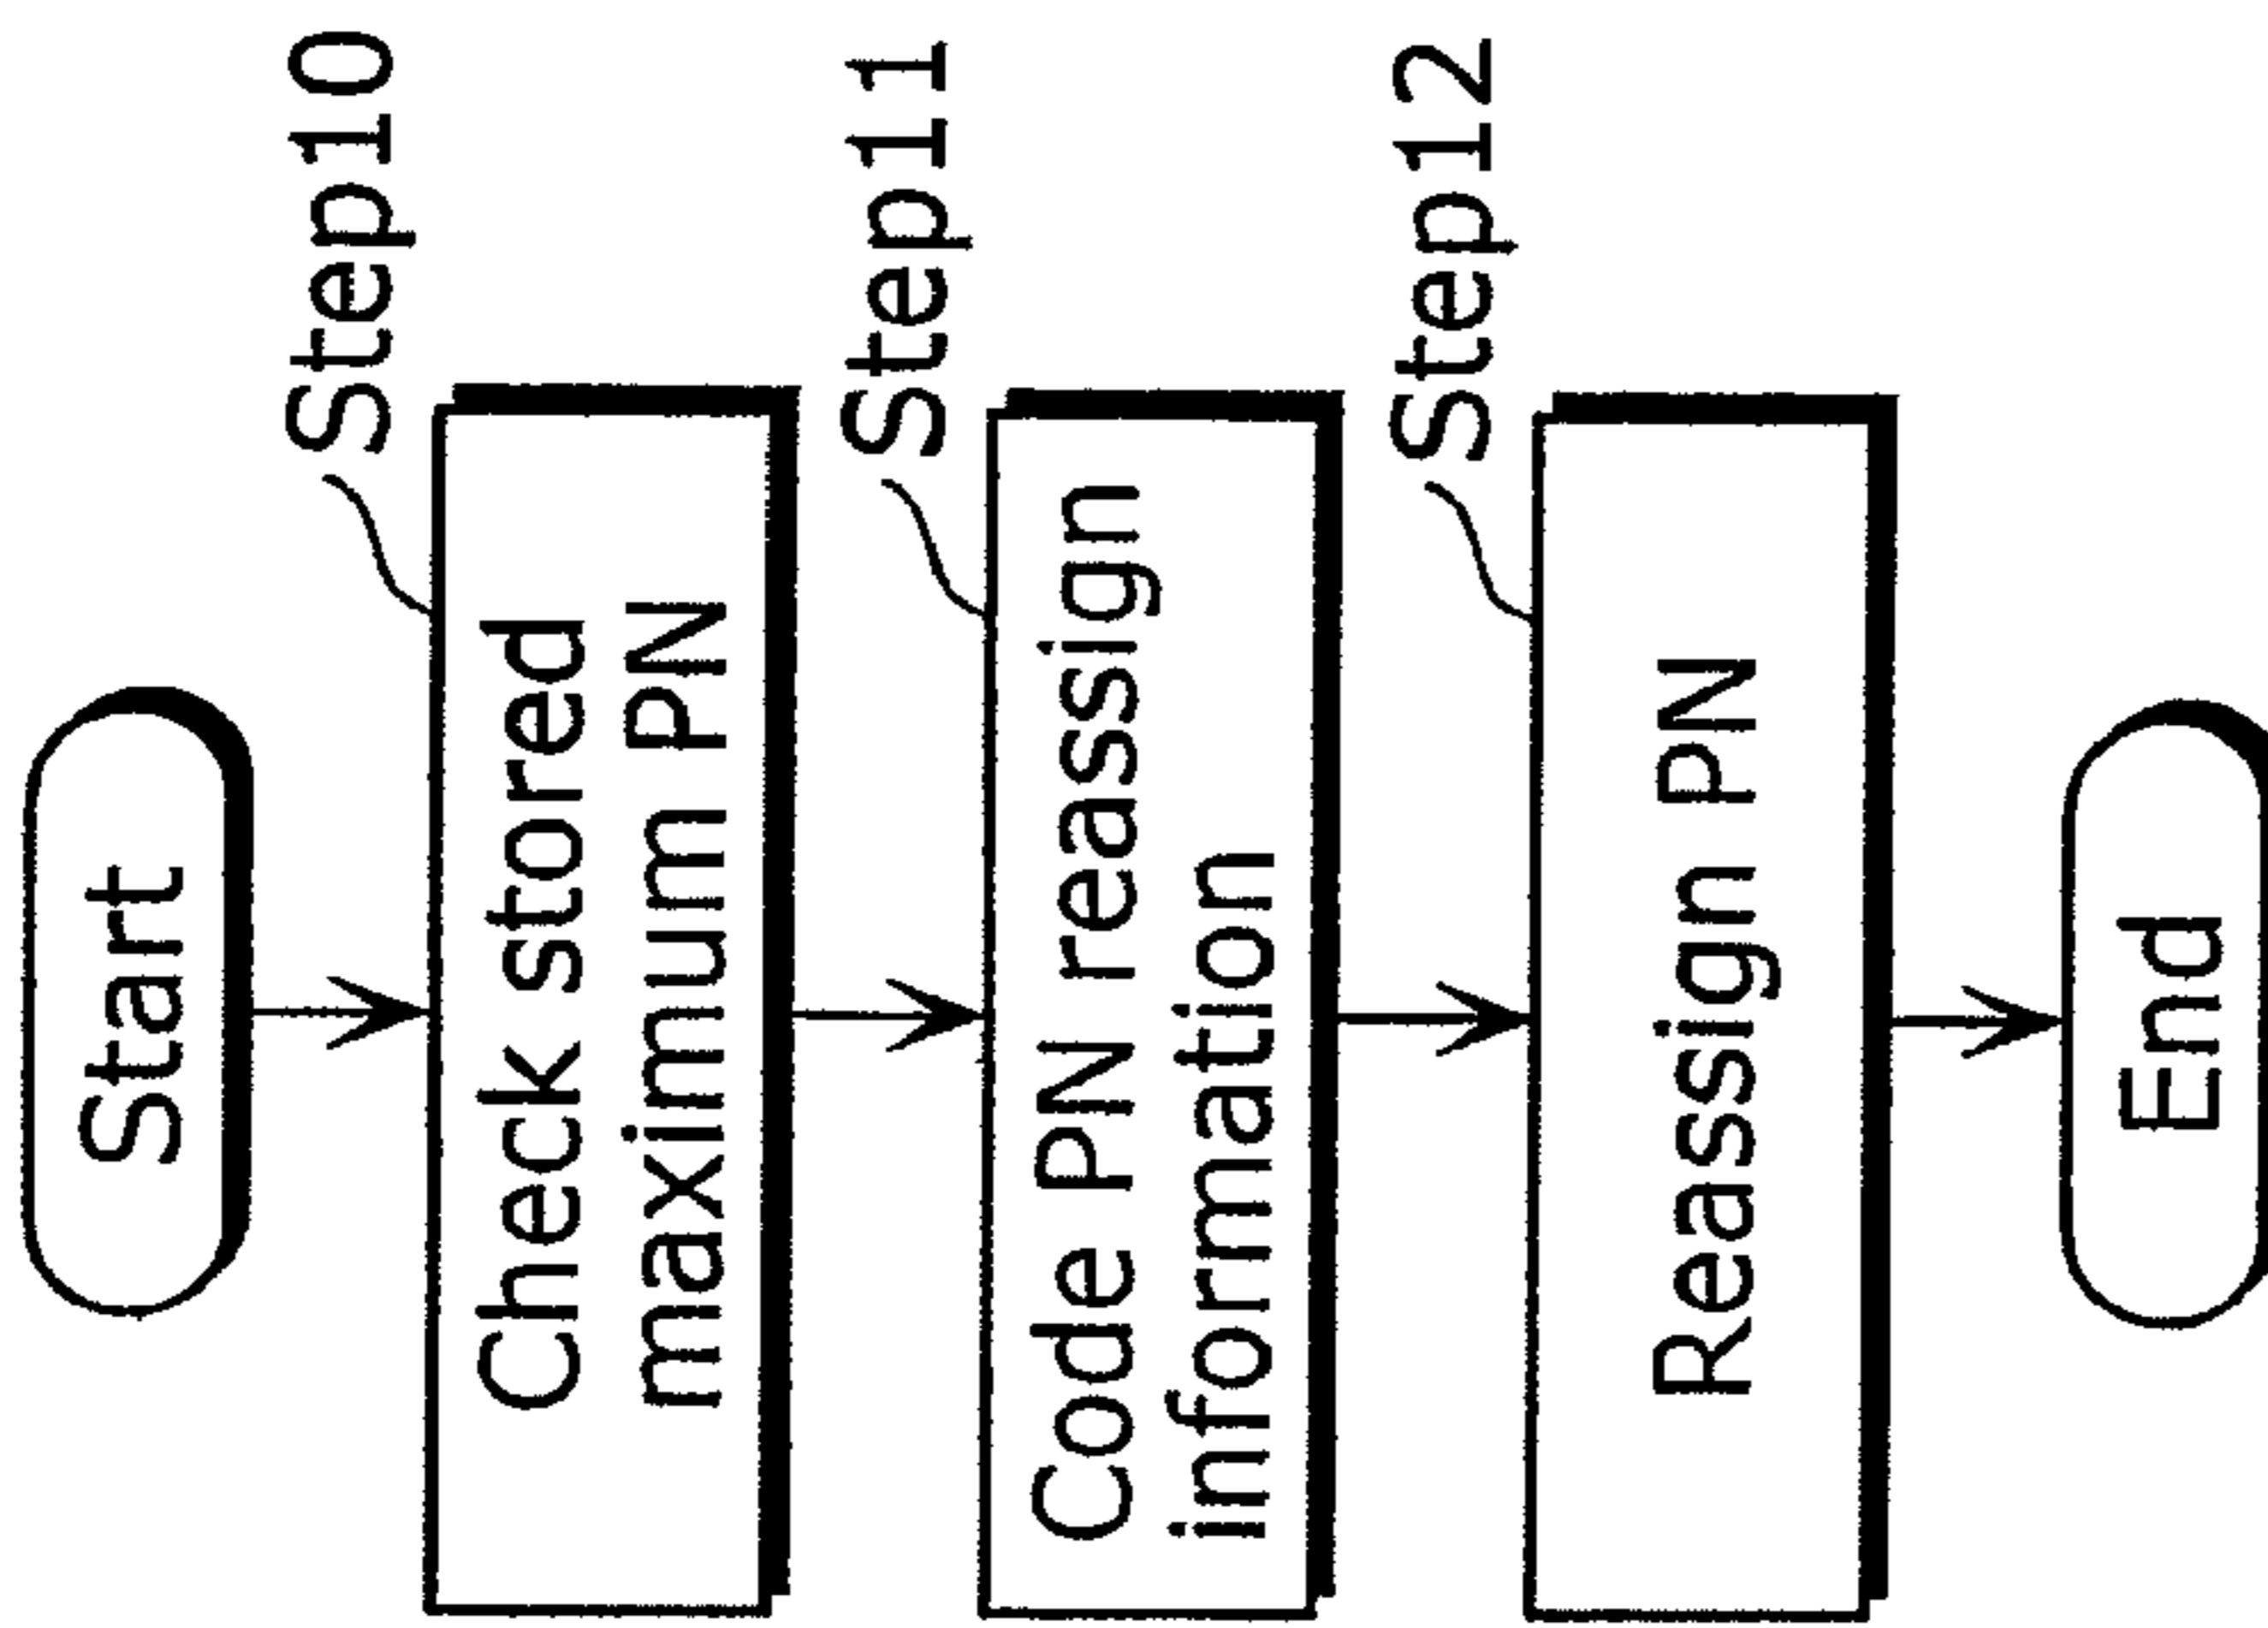 Start
Step10
Check stored
maximum PN
Step11
Code PN reassign
information
Step12
Reassign PN
End